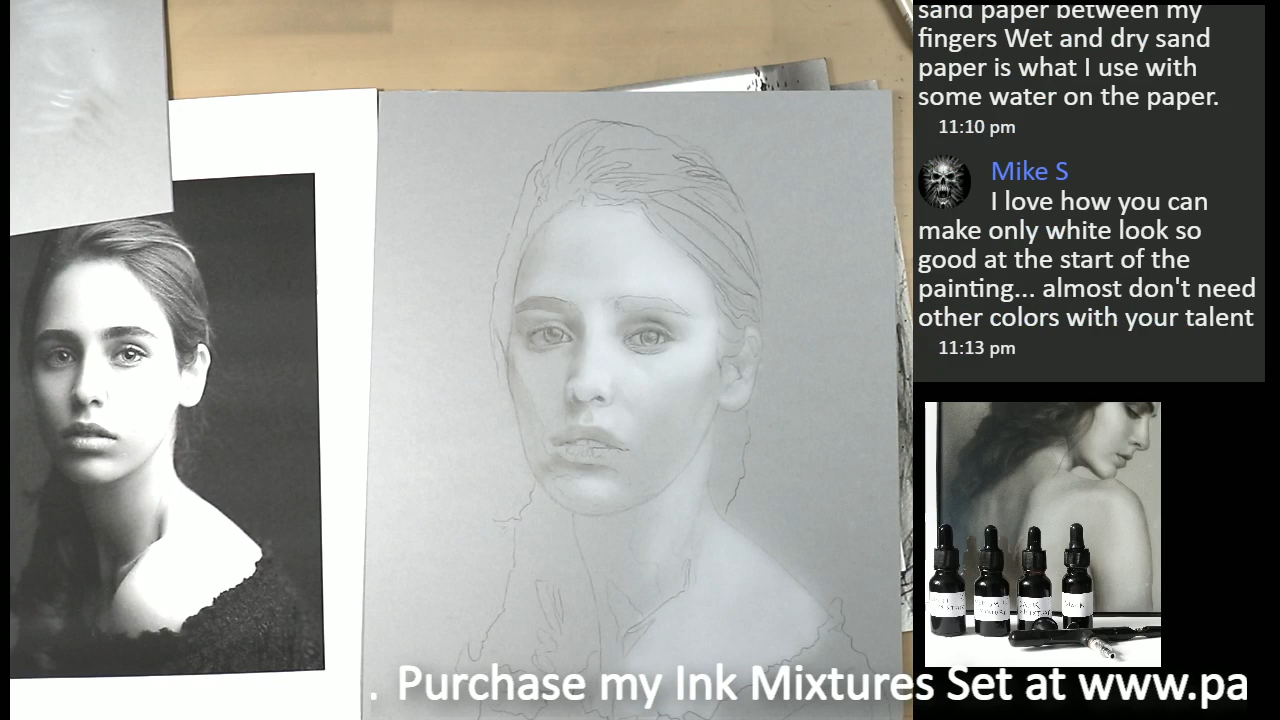 sand paper between my
fingers Wet and dry sand
paper is what I use with
some water on the paper.
11:10 pm
Mike S
I love how you can
make only white look so
good at the start of the
painting... almost don't need
other colors with your talent
11:13 pm
. Purchase my Ink Mixtures Set at www.pa